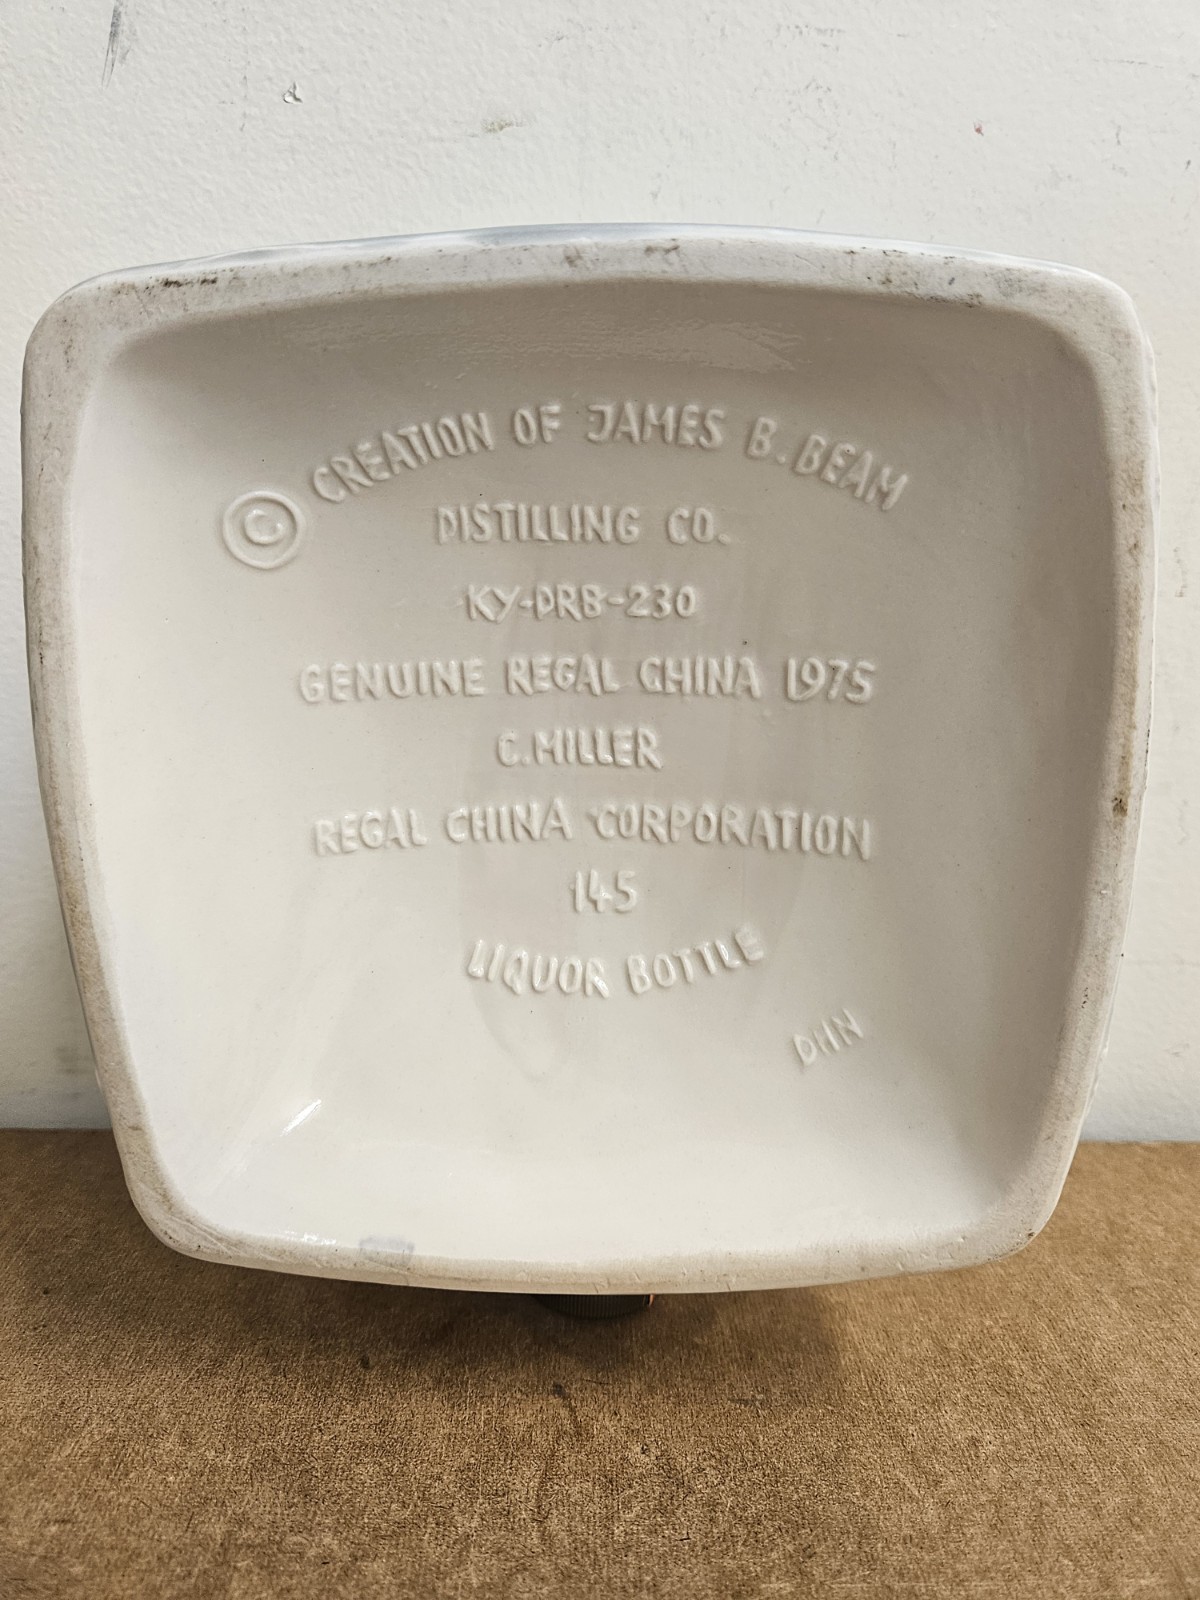 © CREATION OF JAMES B. BEAM
DISTILLING CO.
KY-DRB-230
GENUINE REGAL CHINA 1975
C. MILLER
REGAL CHINA CORPORATION
145
LIQUOR BOTTLE
DHN